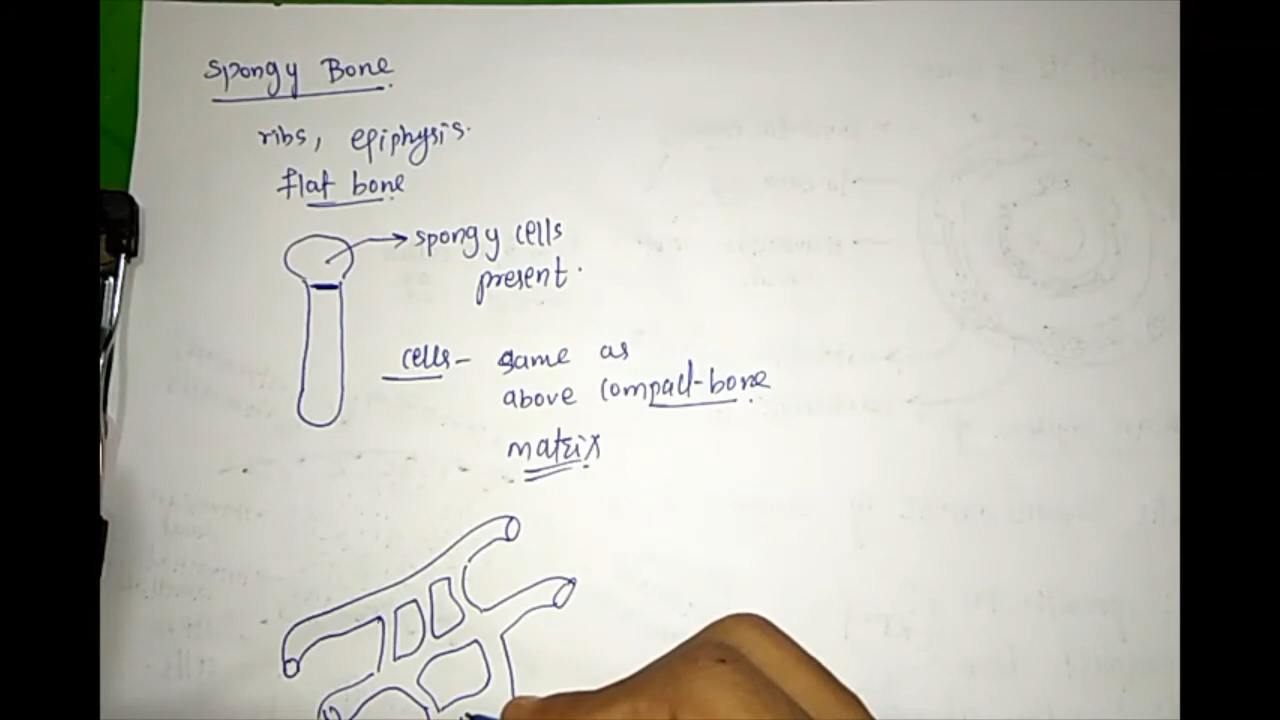 Spongy Bone
ribs, epiphysis.
flat bone
spongy cells
present.
cells – same as
above compact-bone
matrix